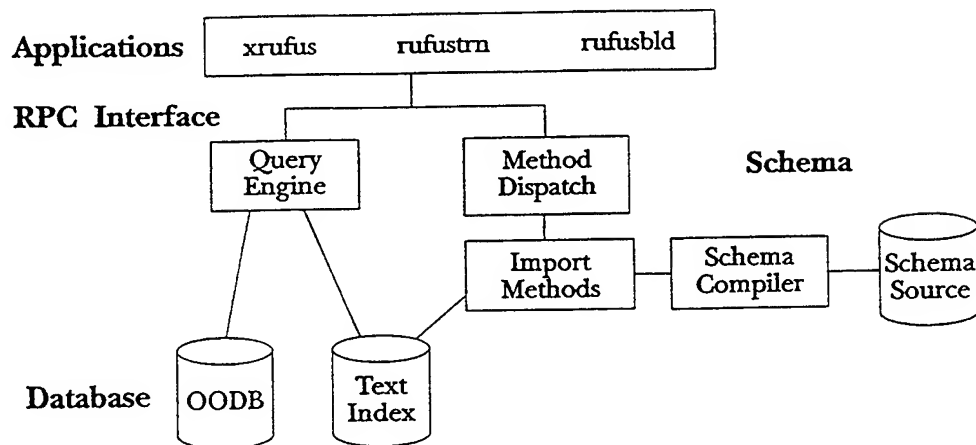 Applications
xrufus rufustrn rufusbld
RPC Interface
Query
Engine
Method
Dispatch
Schema
Import
Methods
Schema
Compiler
Schema
Source
Database
OODB
Text
Index